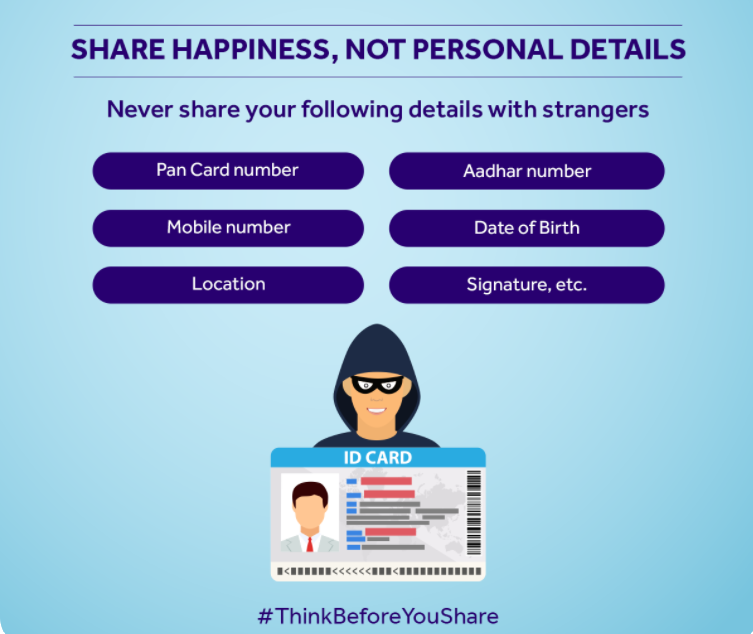 SHARE HAPPINESS, NOT PERSONAL DETAILS
Never share your following details with strangers
Pan Card number
Aadhar number
Mobile number
Date of Birth
Location
Signature, etc.
ID CARD
#ThinkBeforeYouShare